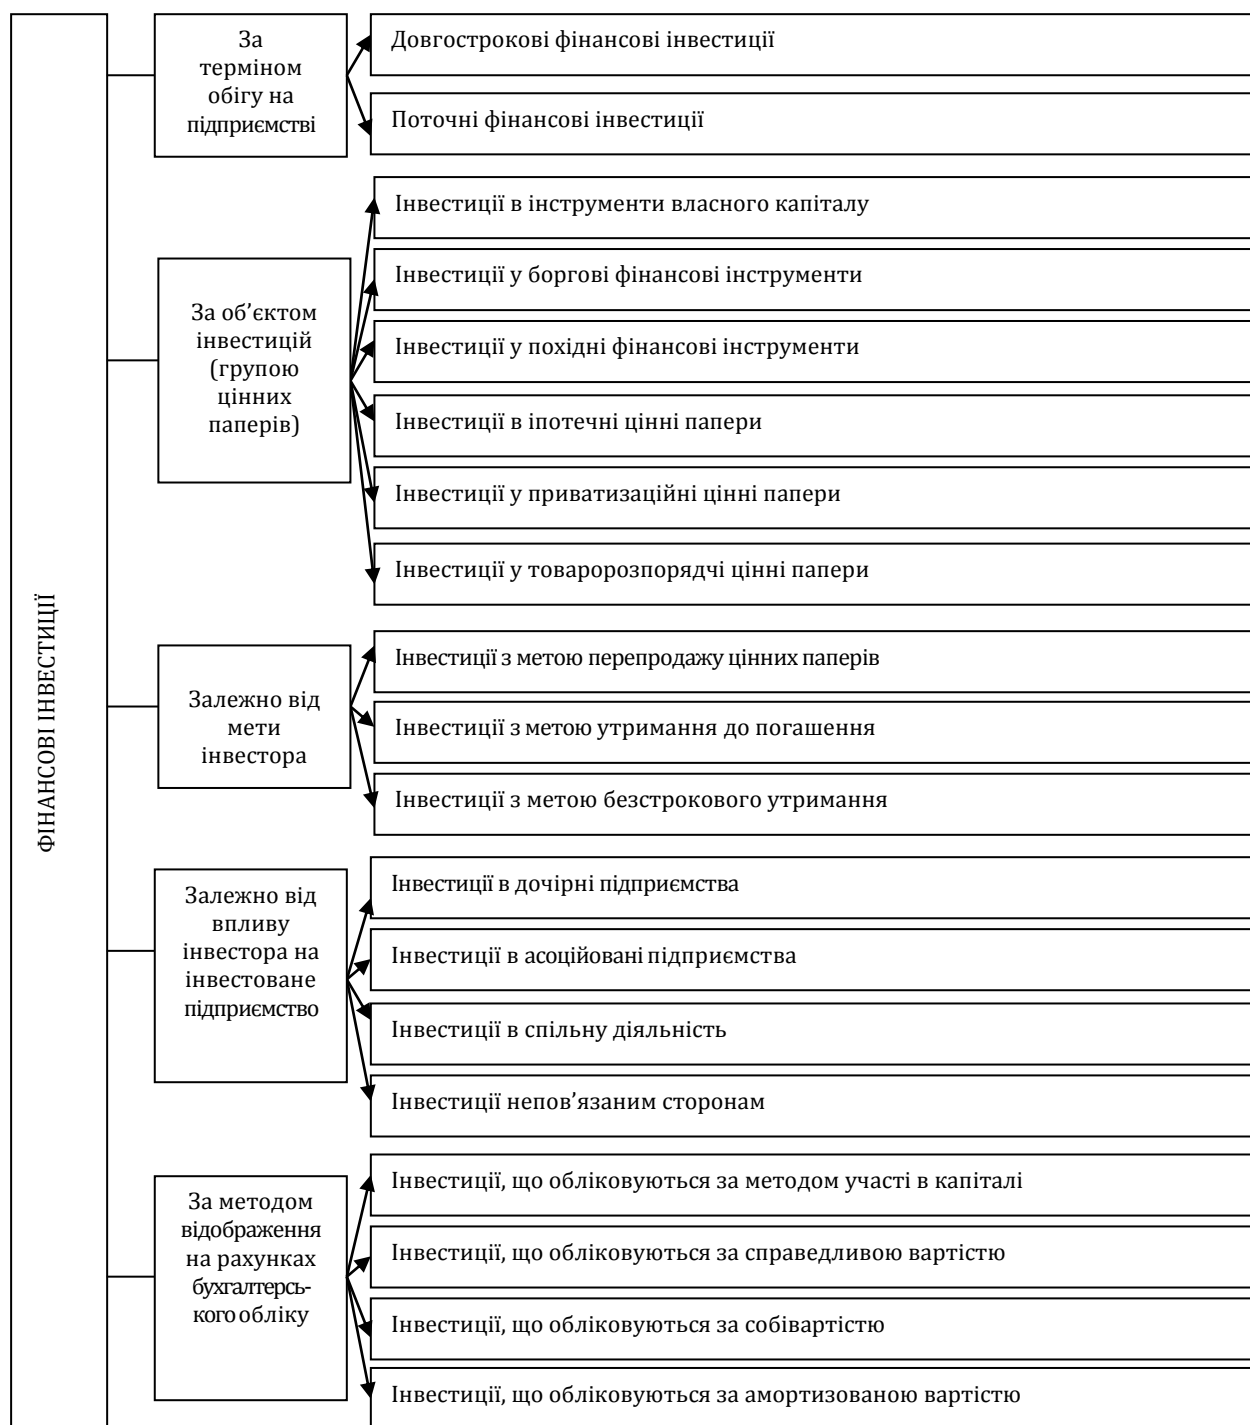 ФІНАНСОВІ ІНВЕСТИЦІЇ
За
терміном
обігу на
підприємстві
Довгострокові фінансові інвестиції
Поточні фінансові інвестиції
За об’єктом
інвестицій
(групою
цінних
паперів)
Інвестиції в інструменти власного капіталу
Інвестиції у боргові фінансові інструменти
Інвестиції у похідні фінансові інструменти
Інвестиції в іпотечні цінні папери
Інвестиції у приватизаційні цінні папери
Інвестиції у товаророзпорядчі цінні папери
Залежно від
мети
інвестора
Інвестиції з метою перепродажу цінних паперів
Інвестиції з метою утримання до погашення
Інвестиції з метою безстрокового утримання
Залежно від
впливу
інвестора на
інвестоване
підприємство
Інвестиції в дочірні підприємства
Інвестиції в асоційовані підприємства
Інвестиції в спільну діяльність
Інвестиції непов’язаним сторонам
За методом
відображення
на рахунках
бухгалтерсь-
кого обліку
Інвестиції, що обліковуються за методом участі в капіталі
Інвестиції, що обліковуються за справедливою вартістю
Інвестиції, що обліковуються за собівартістю
Інвестиції, що обліковуються за амортизованою вартістю